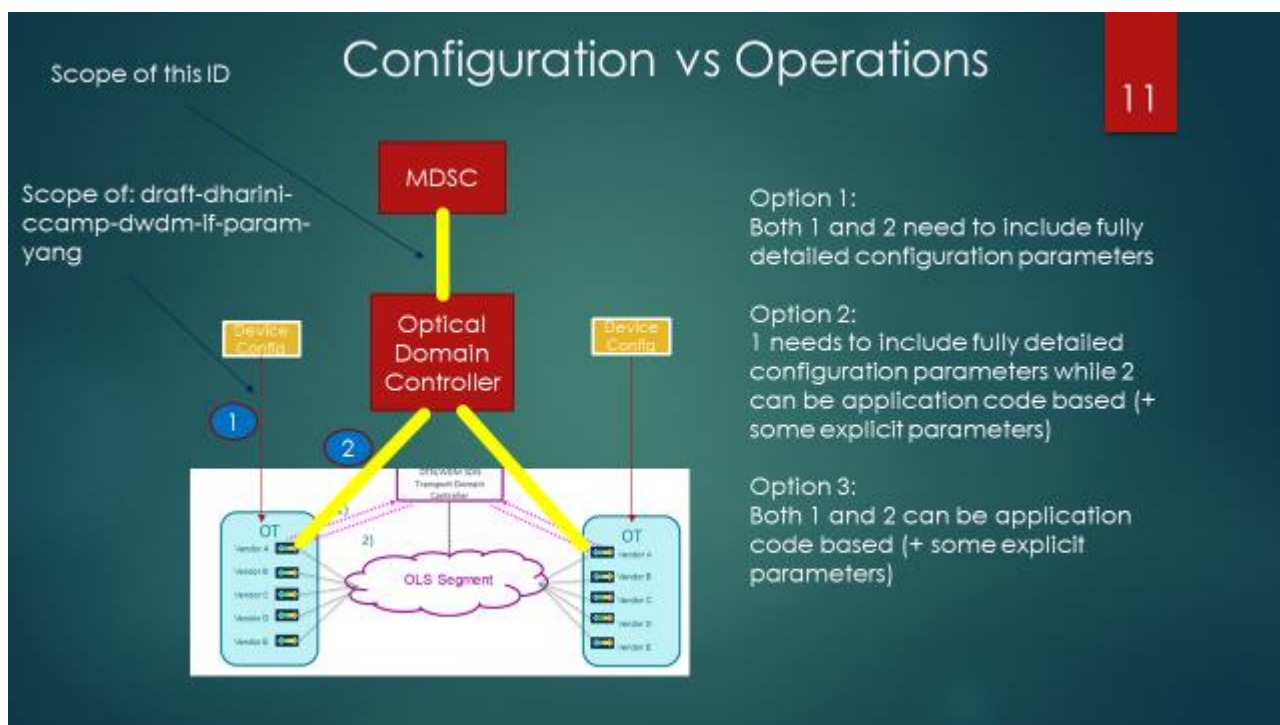 Configuration vs Operations
11
Scope of this ID
Scope of: draft-dharini-
ccamp-dwdm-if-param-
yang
MDSC
Optical
Domain
Controller
Device
Config
Device
Config
1
2
Transport Domain
Controller
2)
OLS Segment
OT
Vendor A
Vendor B
Vendor C
Vendor D
Vendor E
OT
Vendor A
Vendor B
Vendor C
Vendor D
Vendor E
Option 1:
Both 1 and 2 need to include fully
detailed configuration parameters
Option 2:
1 needs to include fully detailed
configuration parameters while 2
can be application code based (+
some explicit parameters)
Option 3:
Both 1 and 2 can be application
code based (+ some explicit
parameters)